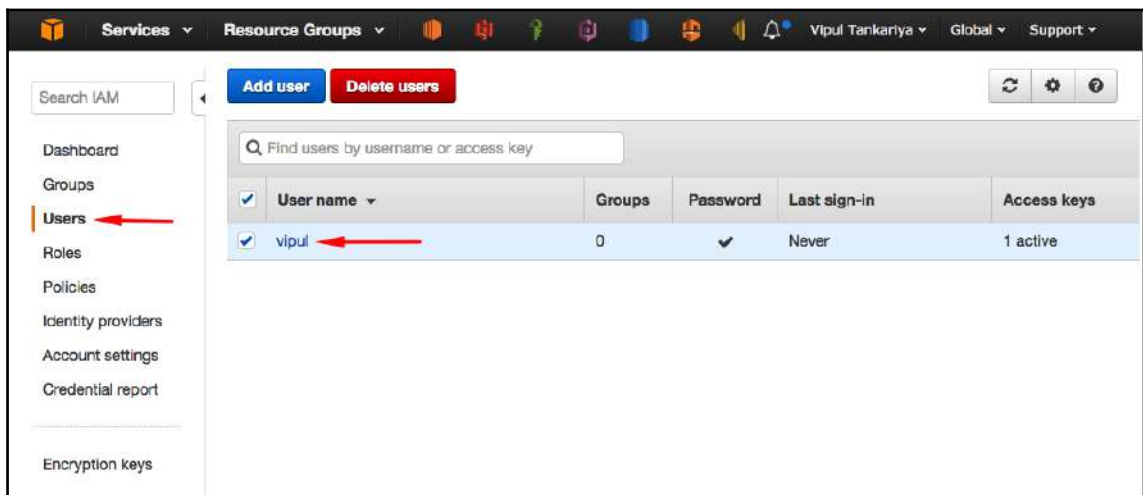 Services Resource Groups Vipul Tankariya Global Support
Search IAM
Add user Delete users
Dashboard
Groups
Users
Roles
Policies
Identity providers
Account settings
Credential report
Encryption keys
Find users by username or access key
User name Groups Password Last sign-in Access keys
vipul 0 Never 1 active